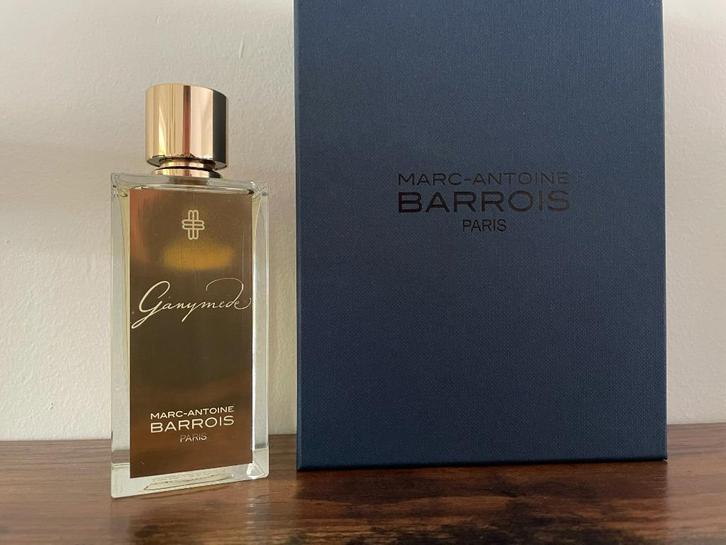 Ganymede
MARC-ANTOINE
BARROIS
PARIS
MARC-ANTOINE
BARROIS
PARIS